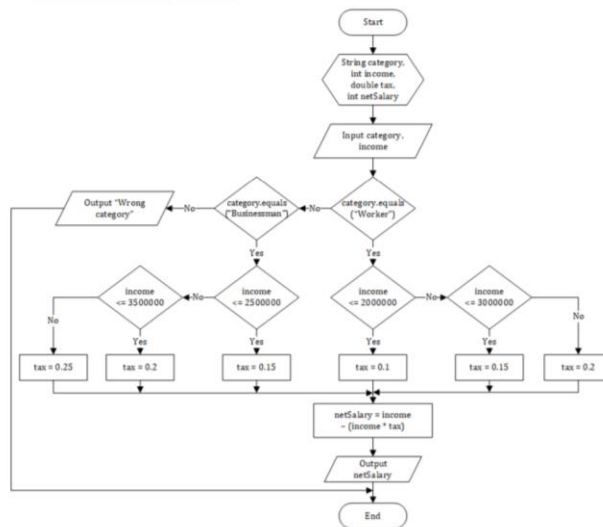 Start
String category,
int income,
double tax,
int netSalary
Input category,
income
Output "Wrong
category"
No
category.equals
("Businessman")
No
category.equals
("Worker")
Yes
Yes
income
<= 3500000
No
income
<= 2500000
income
<= 2000000
No
income
<= 3000000
No
Yes
Yes
Yes
Yes
No
tax = 0.25
tax = 0.2
tax = 0.15
tax = 0.1
tax = 0.15
tax = 0.2
netSalary = income
– (income * tax)
Output
netSalary
End